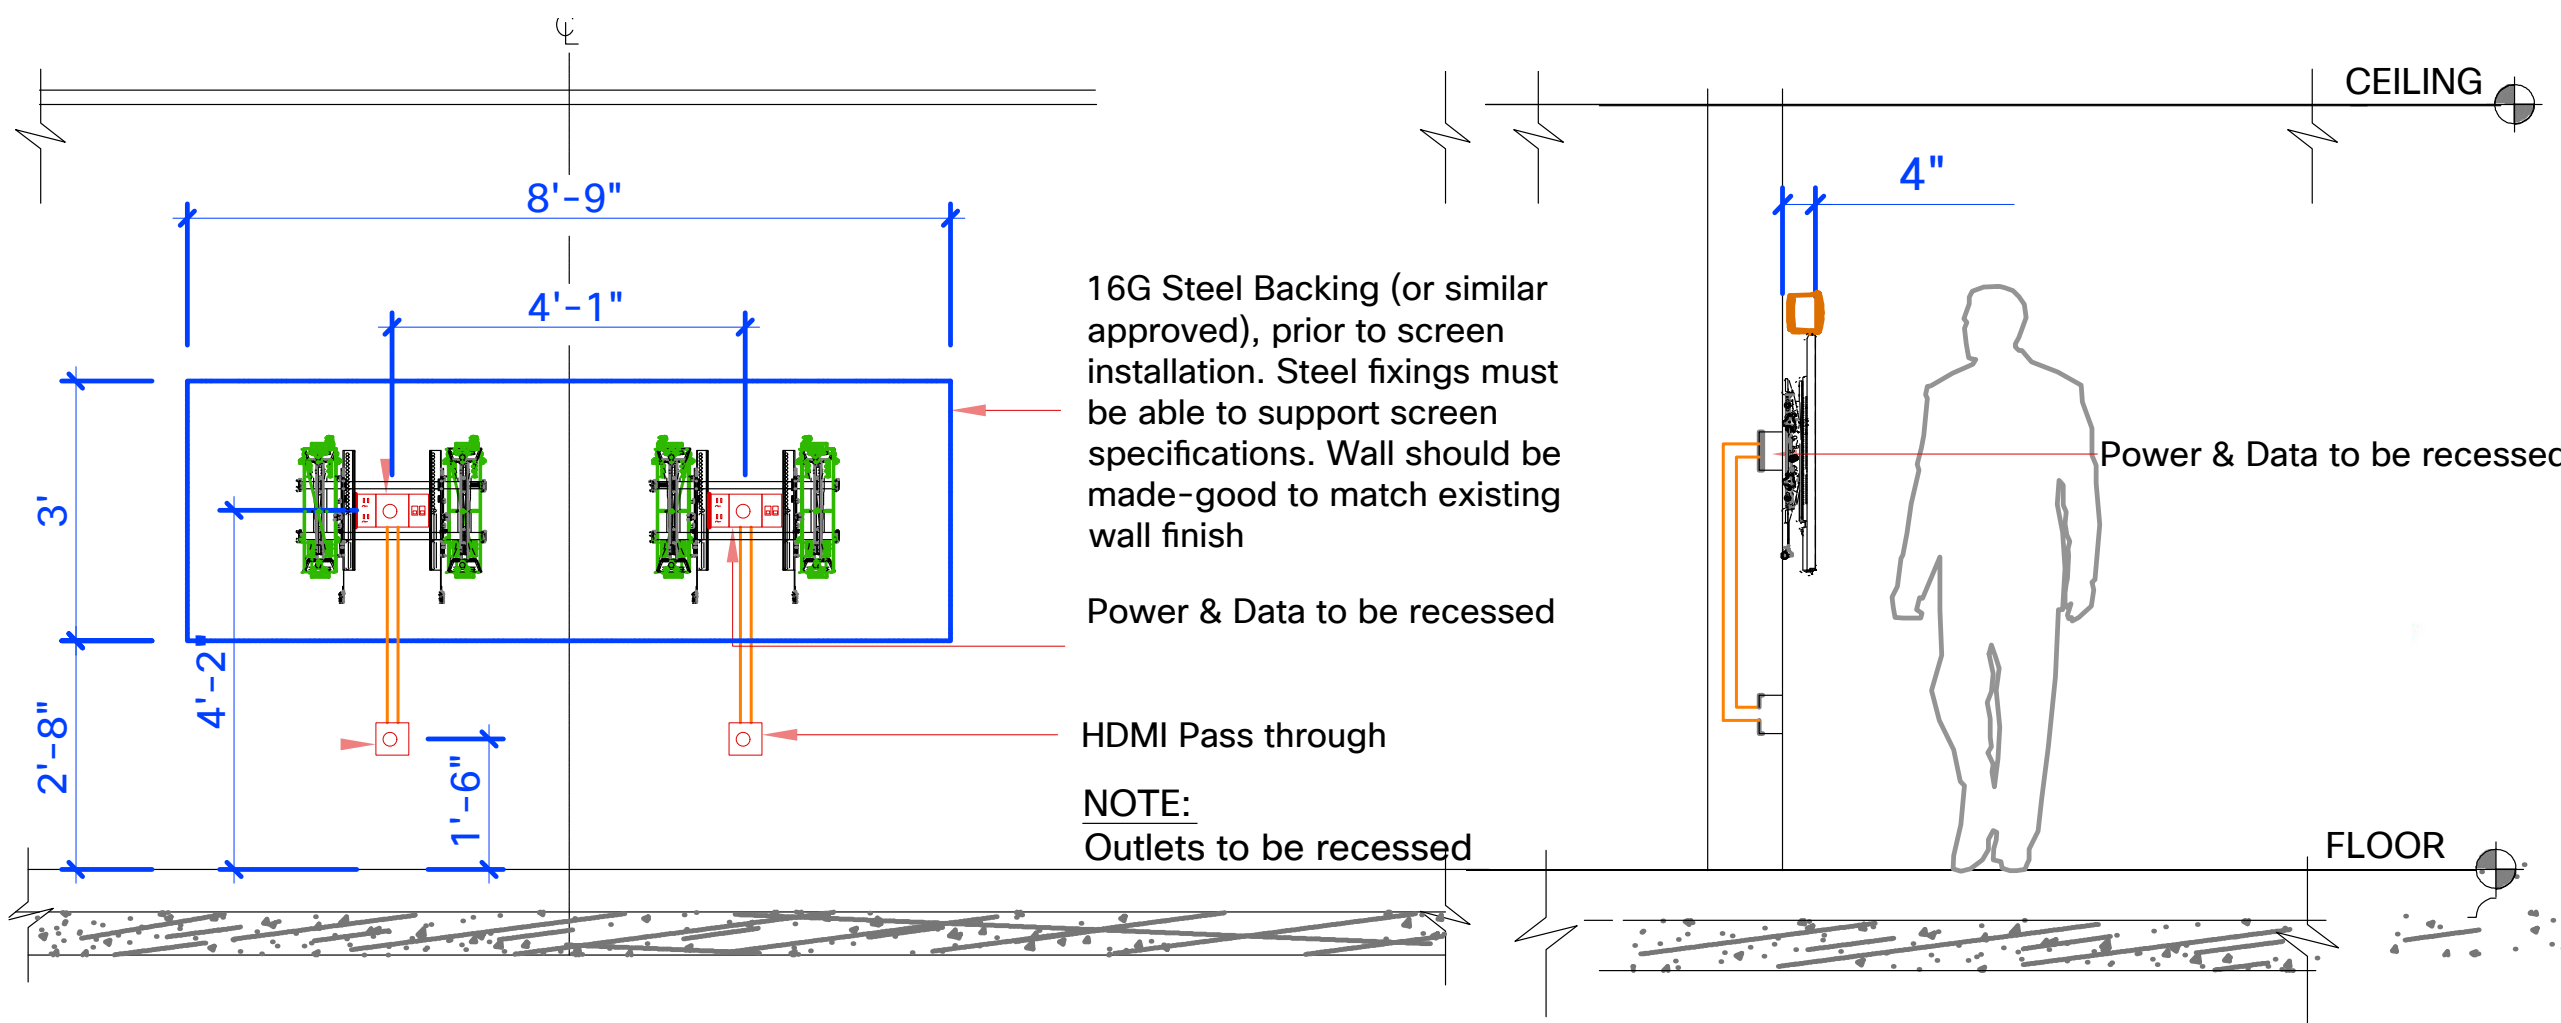 ℄
CEILING
8'-9"
4"
4'-1"
16G Steel Backing (or similar
approved), prior to screen
installation. Steel fixings must
be able to support screen
specifications. Wall should be
made-good to match existing
wall finish
Power & Data to be recessed
3'
Power & Data to be recessed
4'-2"
2'-8"
1'-6"
HDMI Pass through
NOTE:
Outlets to be recessed
FLOOR